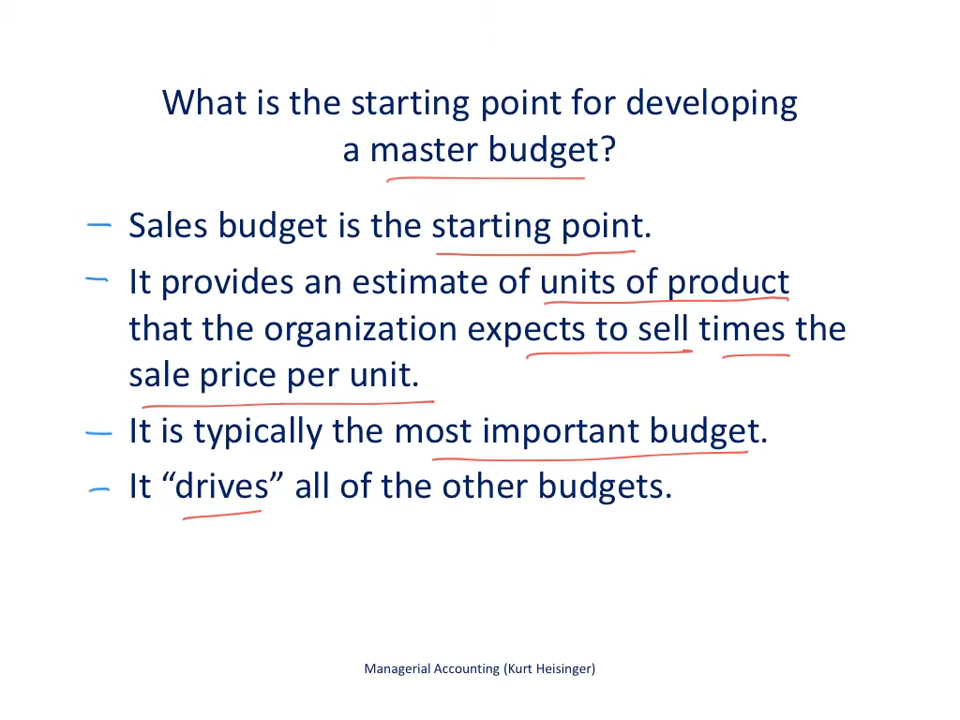 What is the starting point for developing
a master budget?
— Sales budget is the starting point.
— It provides an estimate of units of product
that the organization expects to sell times the
sale price per unit.
— It is typically the most important budget.
— It “drives” all of the other budgets.
Managerial Accounting (Kurt Heisinger)